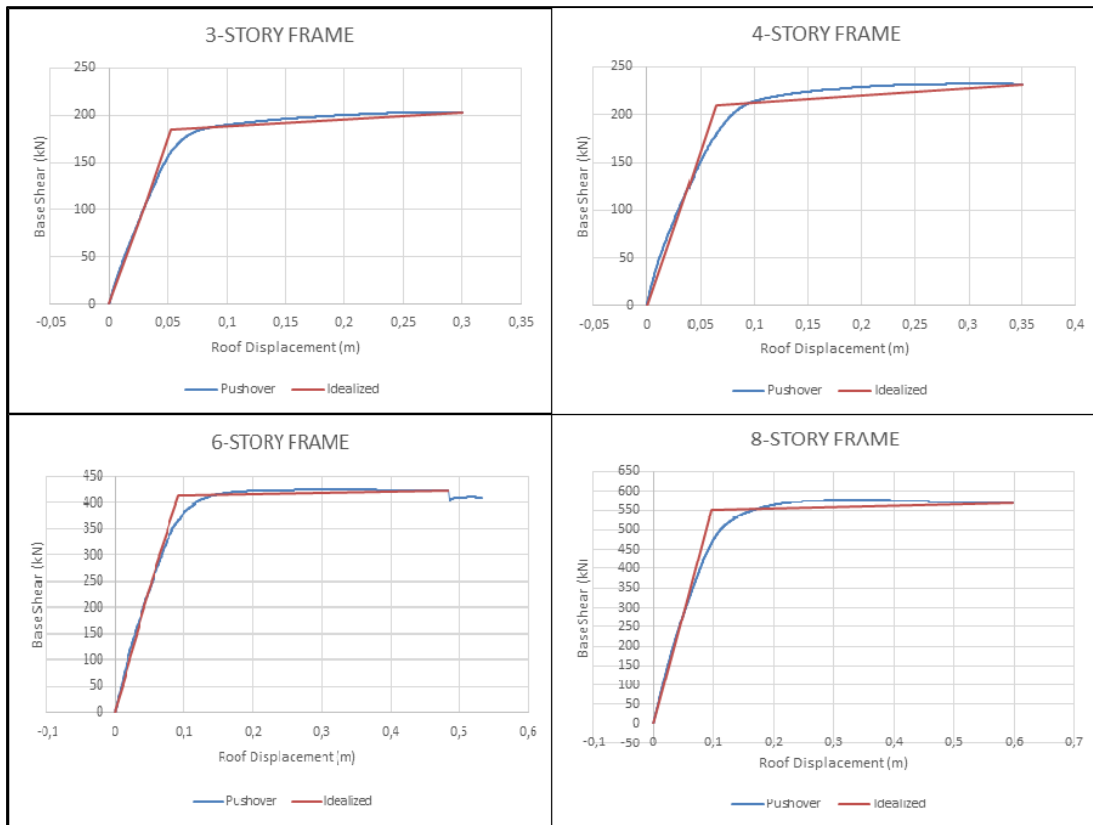 3-STORY FRAME
250
200
150
100
50
0
-0,05 0 0,05 0,1 0,15 0,2 0,25 0,3 0,35
Base Shear (kN)
Roof Displacement (m)
Pushover Idealized
4-STORY FRAME
250
200
150
100
50
0
-0,05 0 0,05 0,1 0,15 0,2 0,25 0,3 0,35 0,4
Base Shear (kN)
Roof Displacement (m)
Pushover Idealized
6-STORY FRAME
450
400
350
300
250
200
150
100
50
0
-0,1 0 0,1 0,2 0,3 0,4 0,5 0,6
Base Shear (kN)
Roof Displacement (m)
Pushover Idealized
8-STORY FRAME
650
600
550
500
450
400
350
300
250
200
150
100
50
0
-50
-0,1 0 0,1 0,2 0,3 0,4 0,5 0,6 0,7
Base Shear (kN)
Roof Displacement (m)
Pushover Idealized